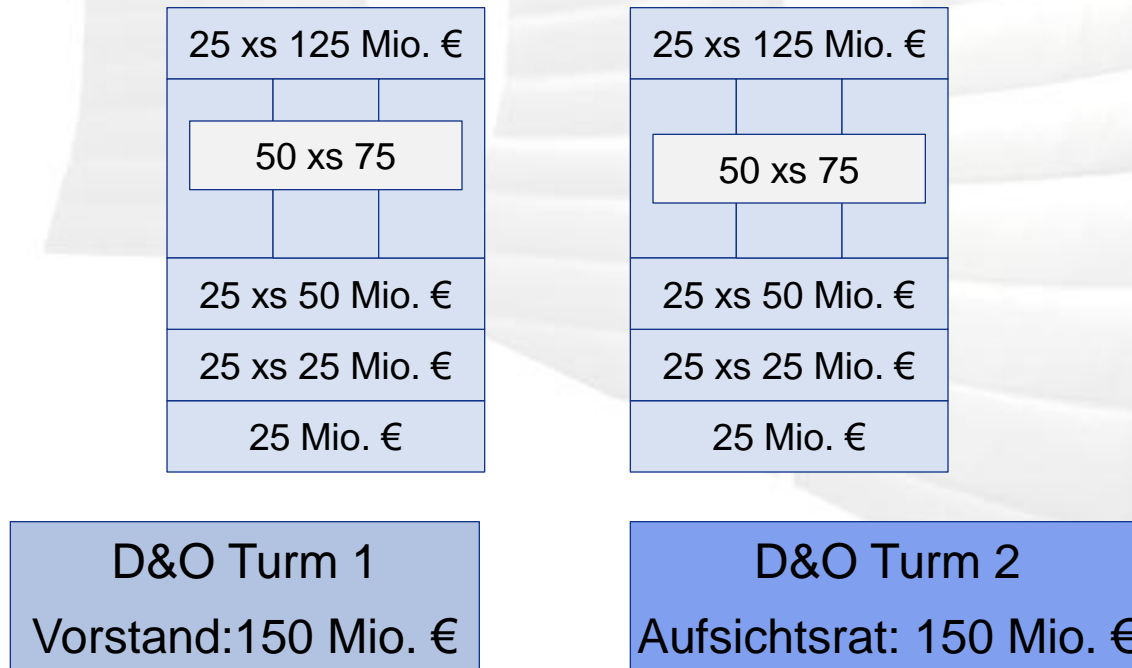 25 xs 125 Mio. €
50 xs 75
25 xs 50 Mio. €
25 xs 25 Mio. €
25 Mio. €
D&O Turm 1
Vorstand:150 Mio. €
25 xs 125 Mio. €
50 xs 75
25 xs 50 Mio. €
25 xs 25 Mio. €
25 Mio. €
D&O Turm 2
Aufsichtsrat: 150 Mio. €